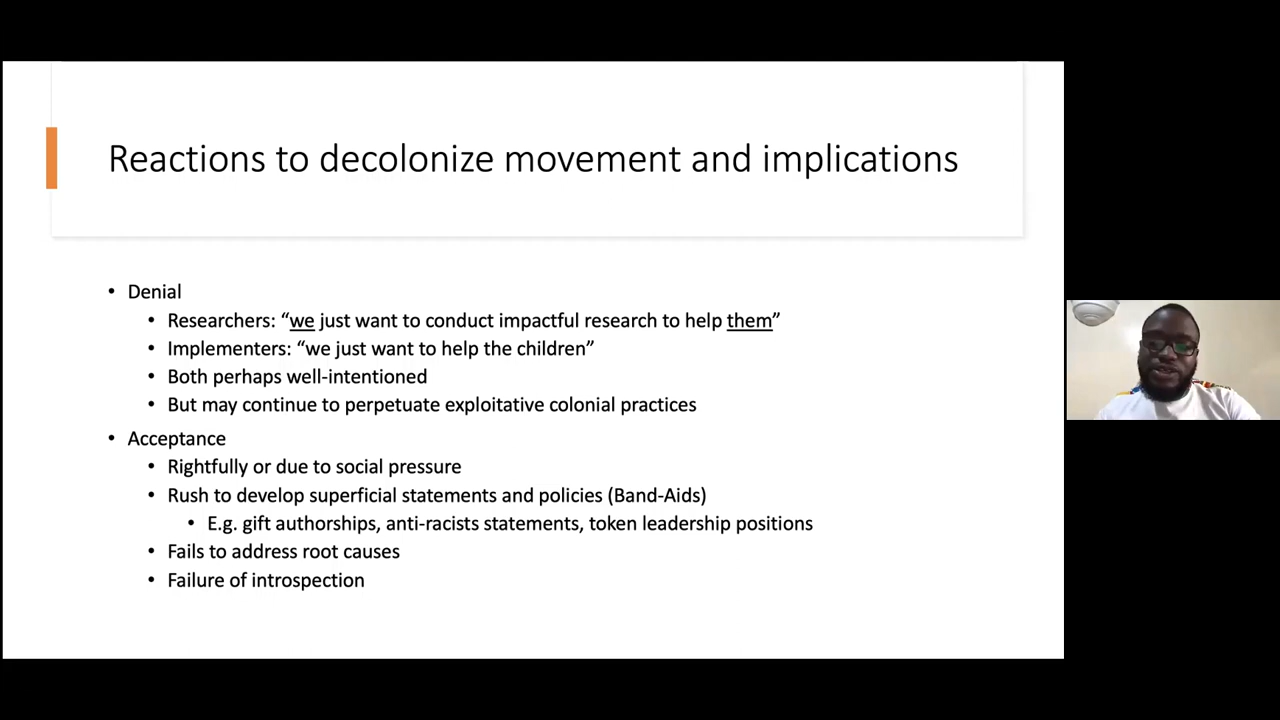 Reactions to decolonize movement and implications
• Denial
• Researchers: “we just want to conduct impactful research to help them”
• Implementers: “we just want to help the children”
• Both perhaps well-intentioned
• But may continue to perpetuate exploitative colonial practices
• Acceptance
• Rightfully or due to social pressure
• Rush to develop superficial statements and policies (Band-Aids)
• E.g. gift authorships, anti-racists statements, token leadership positions
• Fails to address root causes
• Failure of introspection